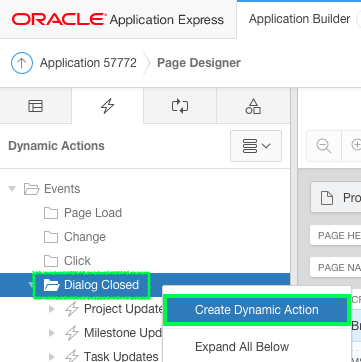 ORACLE Application Express
Application Builder
Application 57772
Page Designer
Dynamic Actions
Events
Page Load
Change
Click
Dialog Closed
Project Update
Milestone Upd
Task Updates
Create Dynamic Action
Expand All Below
Pro
PAGE HE
PAGE NA